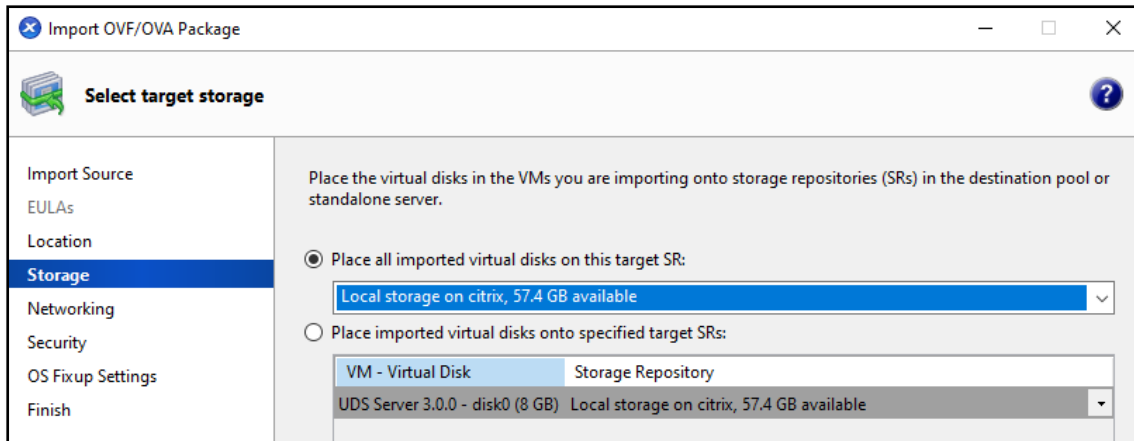 Import OVF/OVA Package
Select target storage
Import Source
EULAs
Location
Storage
Networking
Security
OS Fixup Settings
Finish
Place the virtual disks in the VMs you are importing onto storage repositories (SRs) in the destination pool or
standalone server.
Place all imported virtual disks on this target SR:
Local storage on citrix, 57.4 GB available
Place imported virtual disks onto specified target SRs:
VM - Virtual Disk Storage Repository
UDS Server 3.0.0 - disk0 (8 GB) Local storage on citrix, 57.4 GB available